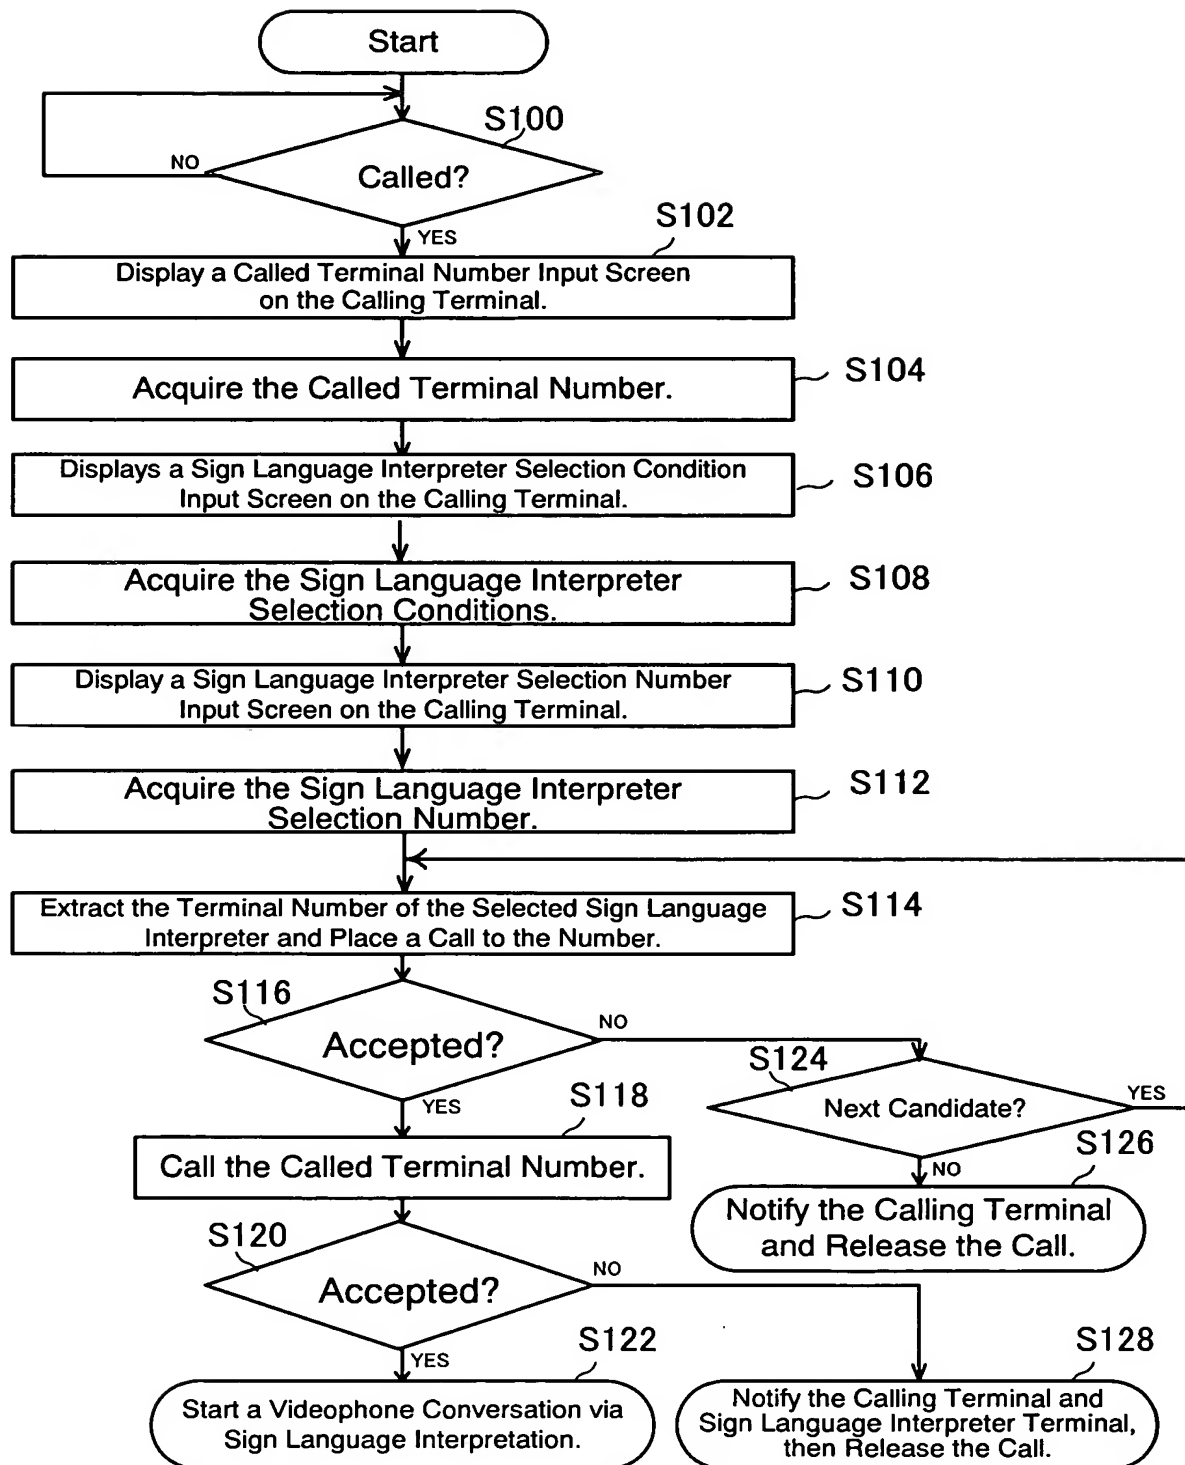 Start
S100
NO
Called?
YES
S102
Display a Called Terminal Number Input Screen
on the Calling Terminal.
Acquire the Called Terminal Number.
S104
Displays a Sign Language Interpreter Selection Condition
Input Screen on the Calling Terminal.
S106
Acquire the Sign Language Interpreter
Selection Conditions.
S108
Display a Sign Language Interpreter Selection Number
Input Screen on the Calling Terminal.
S110
Acquire the Sign Language Interpreter
Selection Number.
S112
Extract the Terminal Number of the Selected Sign Language
Interpreter and Place a Call to the Number.
S114
S116
Accepted?
NO
YES
S124
Next Candidate?
YES
NO
S118
Call the Called Terminal Number.
S126
Notify the Calling Terminal
and Release the Call.
S120
Accepted?
NO
YES
S122
Start a Videophone Conversation via
Sign Language Interpretation.
S128
Notify the Calling Terminal and
Sign Language Interpreter Terminal,
then Release the Call.